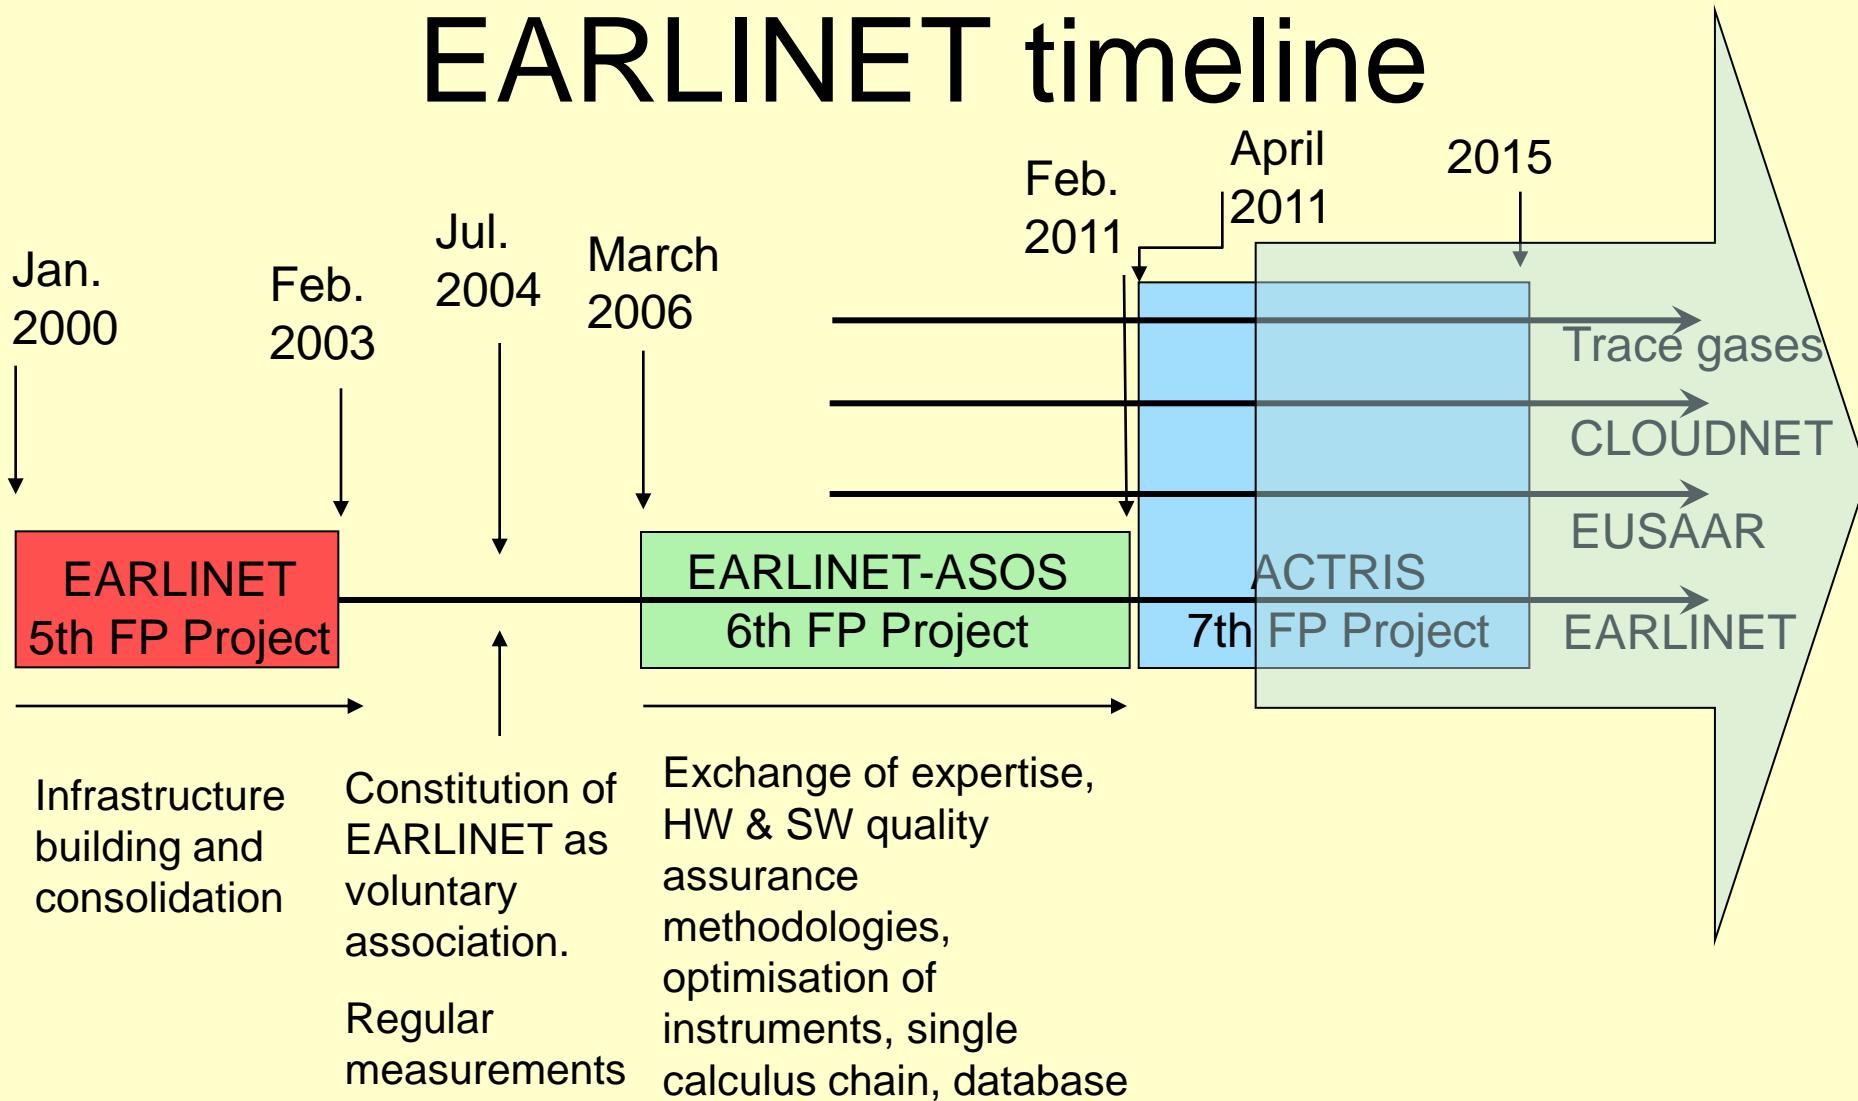 EARLINET timeline
Jan.
2000
Feb.
2003
Jul.
2004
March
2006
Feb.
2011
April
2011
2015
Trace gases
CLOUDNET
EUSAAR
EARLINET
EARLINET
5th FP Project
EARLINET-ASOS
6th FP Project
ACTRIS
7th FP Project
Infrastructure
building and
consolidation
Constitution of
EARLINET as
voluntary
association.
Regular
measurements
Exchange of expertise,
HW & SW quality
assurance
methodologies,
optimisation of
instruments, single
calculus chain, database